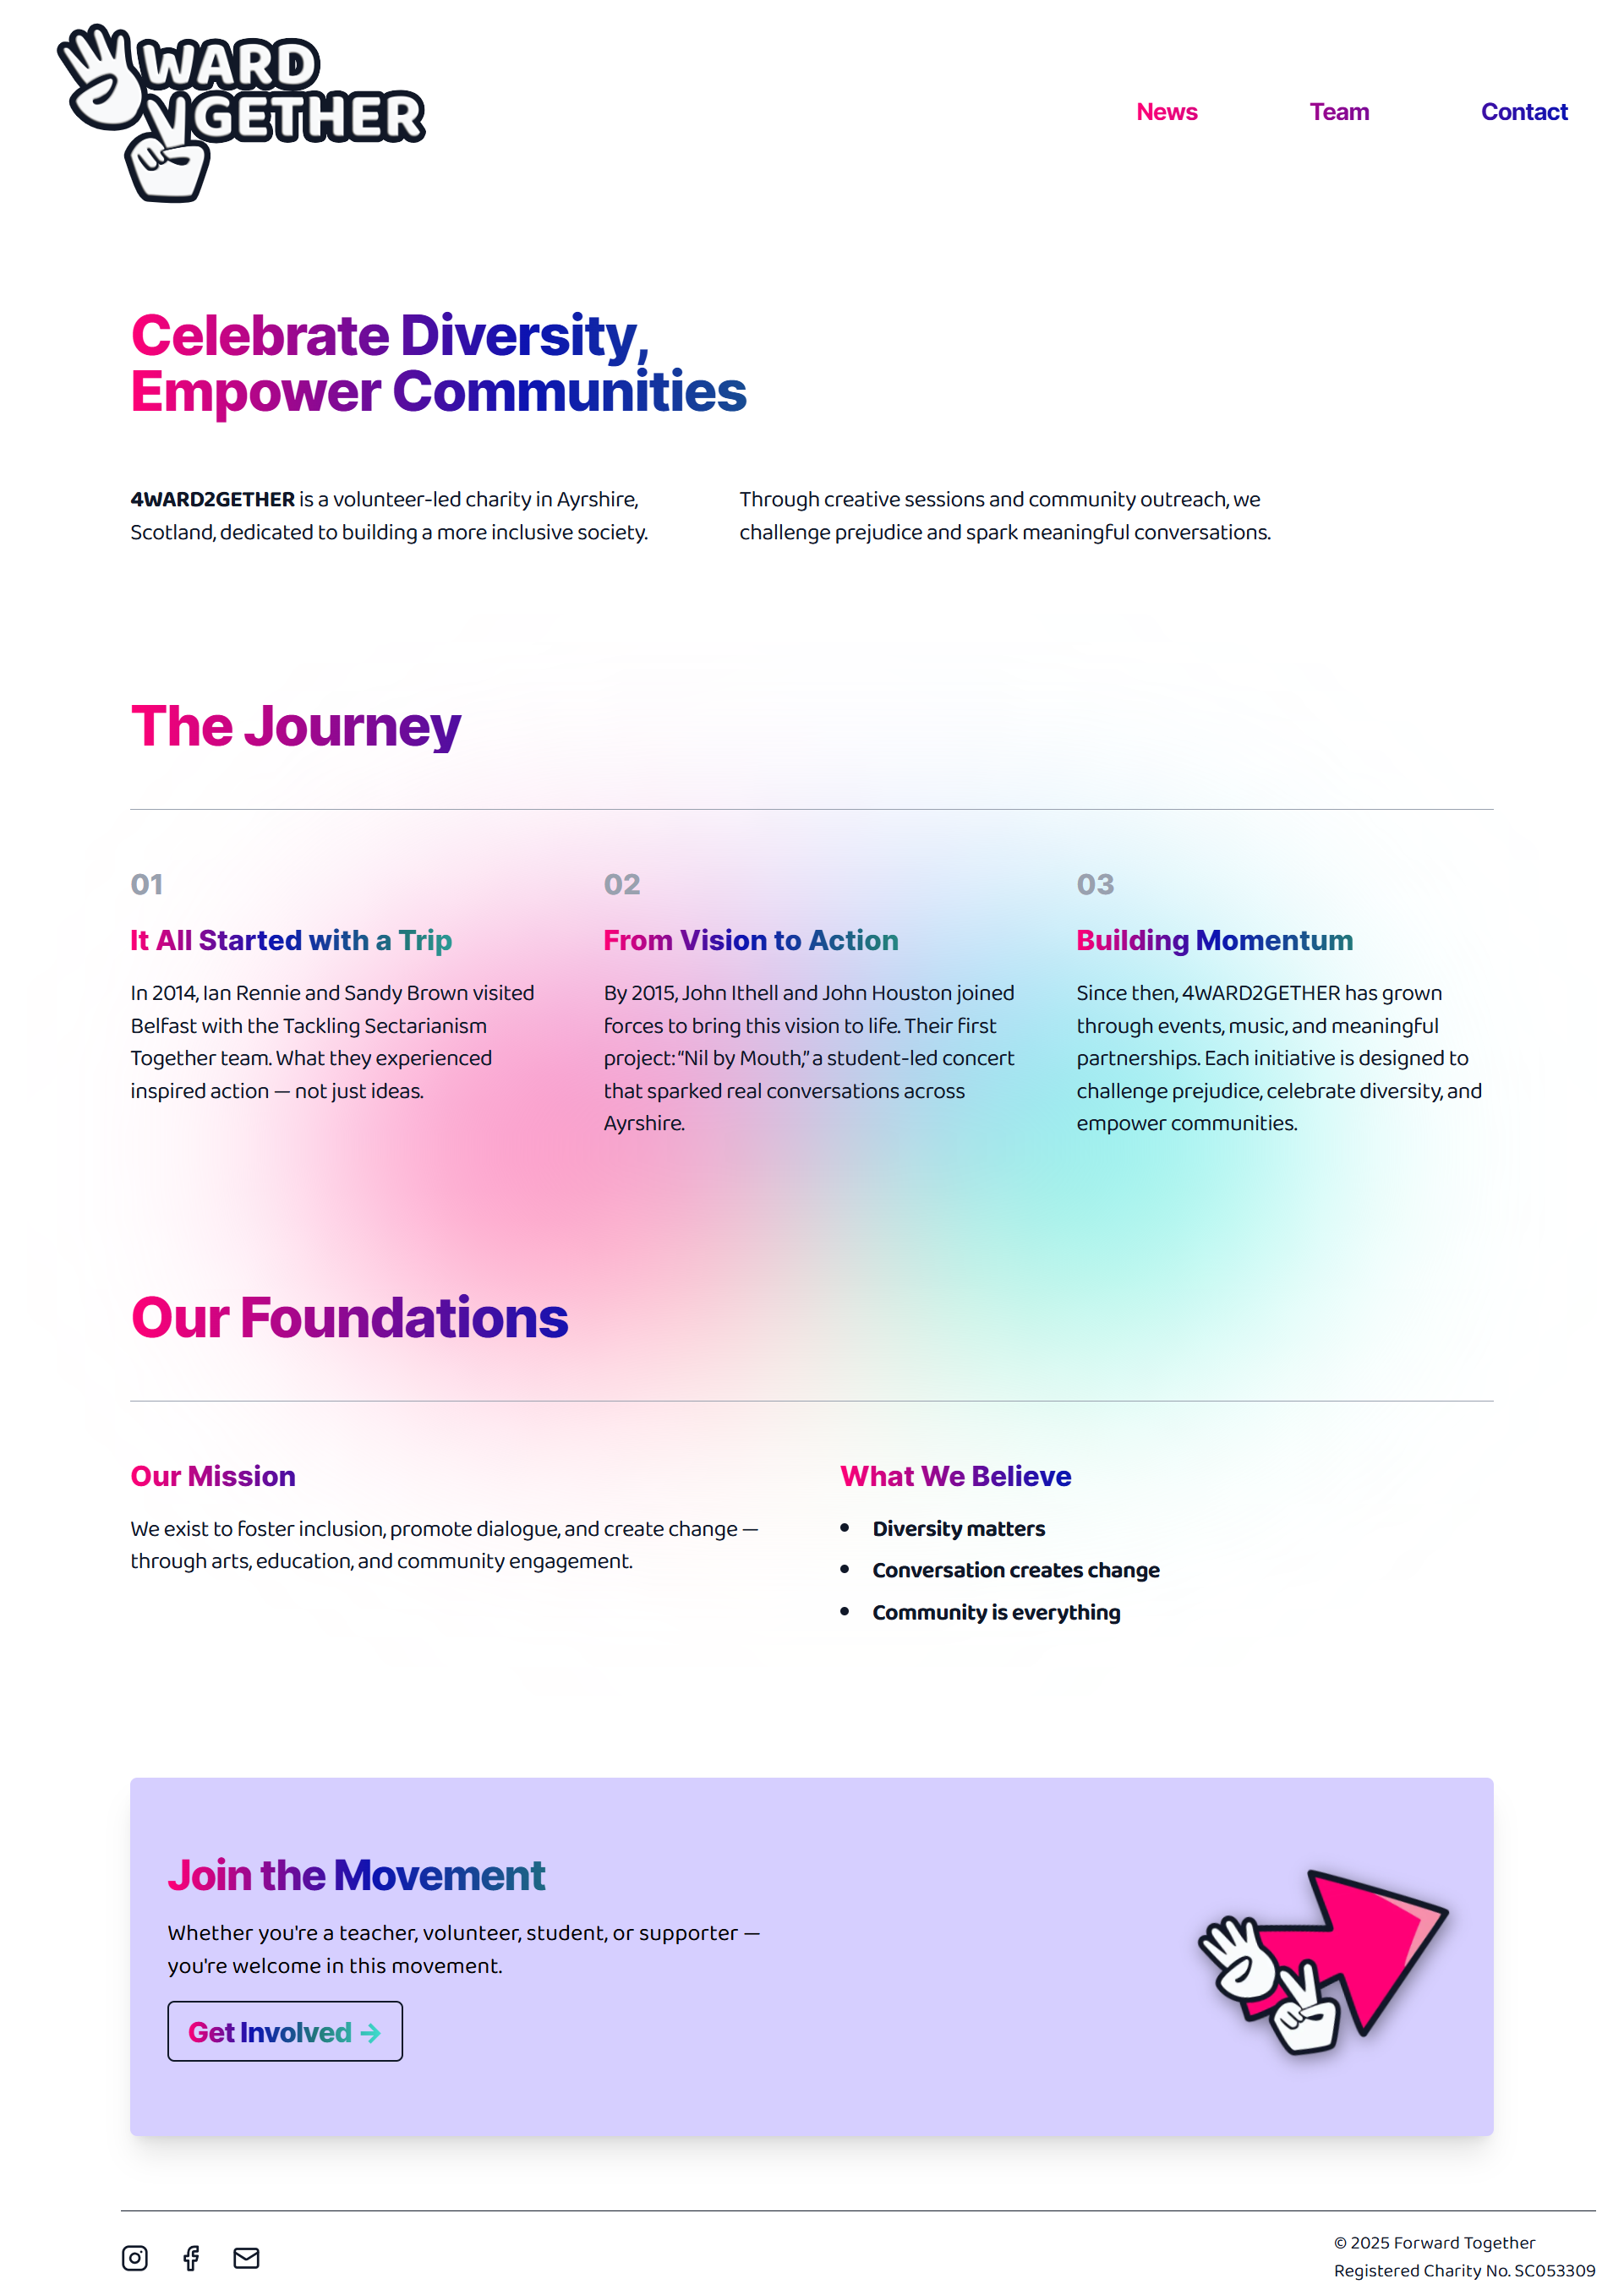 WARD
GETHER
News
Team
Contact
Celebrate Diversity,
Empower Communities
4WARD2GETHER is a volunteer-led charity in Ayrshire,
Scotland, dedicated to building a more inclusive society.
Through creative sessions and community outreach, we
challenge prejudice and spark meaningful conversations.
The Journey
01
It All Started with a Trip
In 2014, Ian Rennie and Sandy Brown visited
Belfast with the Tackling Sectarianism
Together team. What they experienced
inspired action — not just ideas.
02
From Vision to Action
By 2015, John Ithell and John Houston joined
forces to bring this vision to life. Their first
project: “Nil by Mouth,” a student-led concert
that sparked real conversations across
Ayrshire.
03
Building Momentum
Since then, 4WARD2GETHER has grown
through events, music, and meaningful
partnerships. Each initiative is designed to
challenge prejudice, celebrate diversity, and
empower communities.
Our Foundations
Our Mission
We exist to foster inclusion, promote dialogue, and create change —
through arts, education, and community engagement.
What We Believe
• Diversity matters
• Conversation creates change
• Community is everything
Join the Movement
Whether you're a teacher, volunteer, student, or supporter —
you're welcome in this movement.
Get Involved →
© 2025 Forward Together
Registered Charity No. SC053309